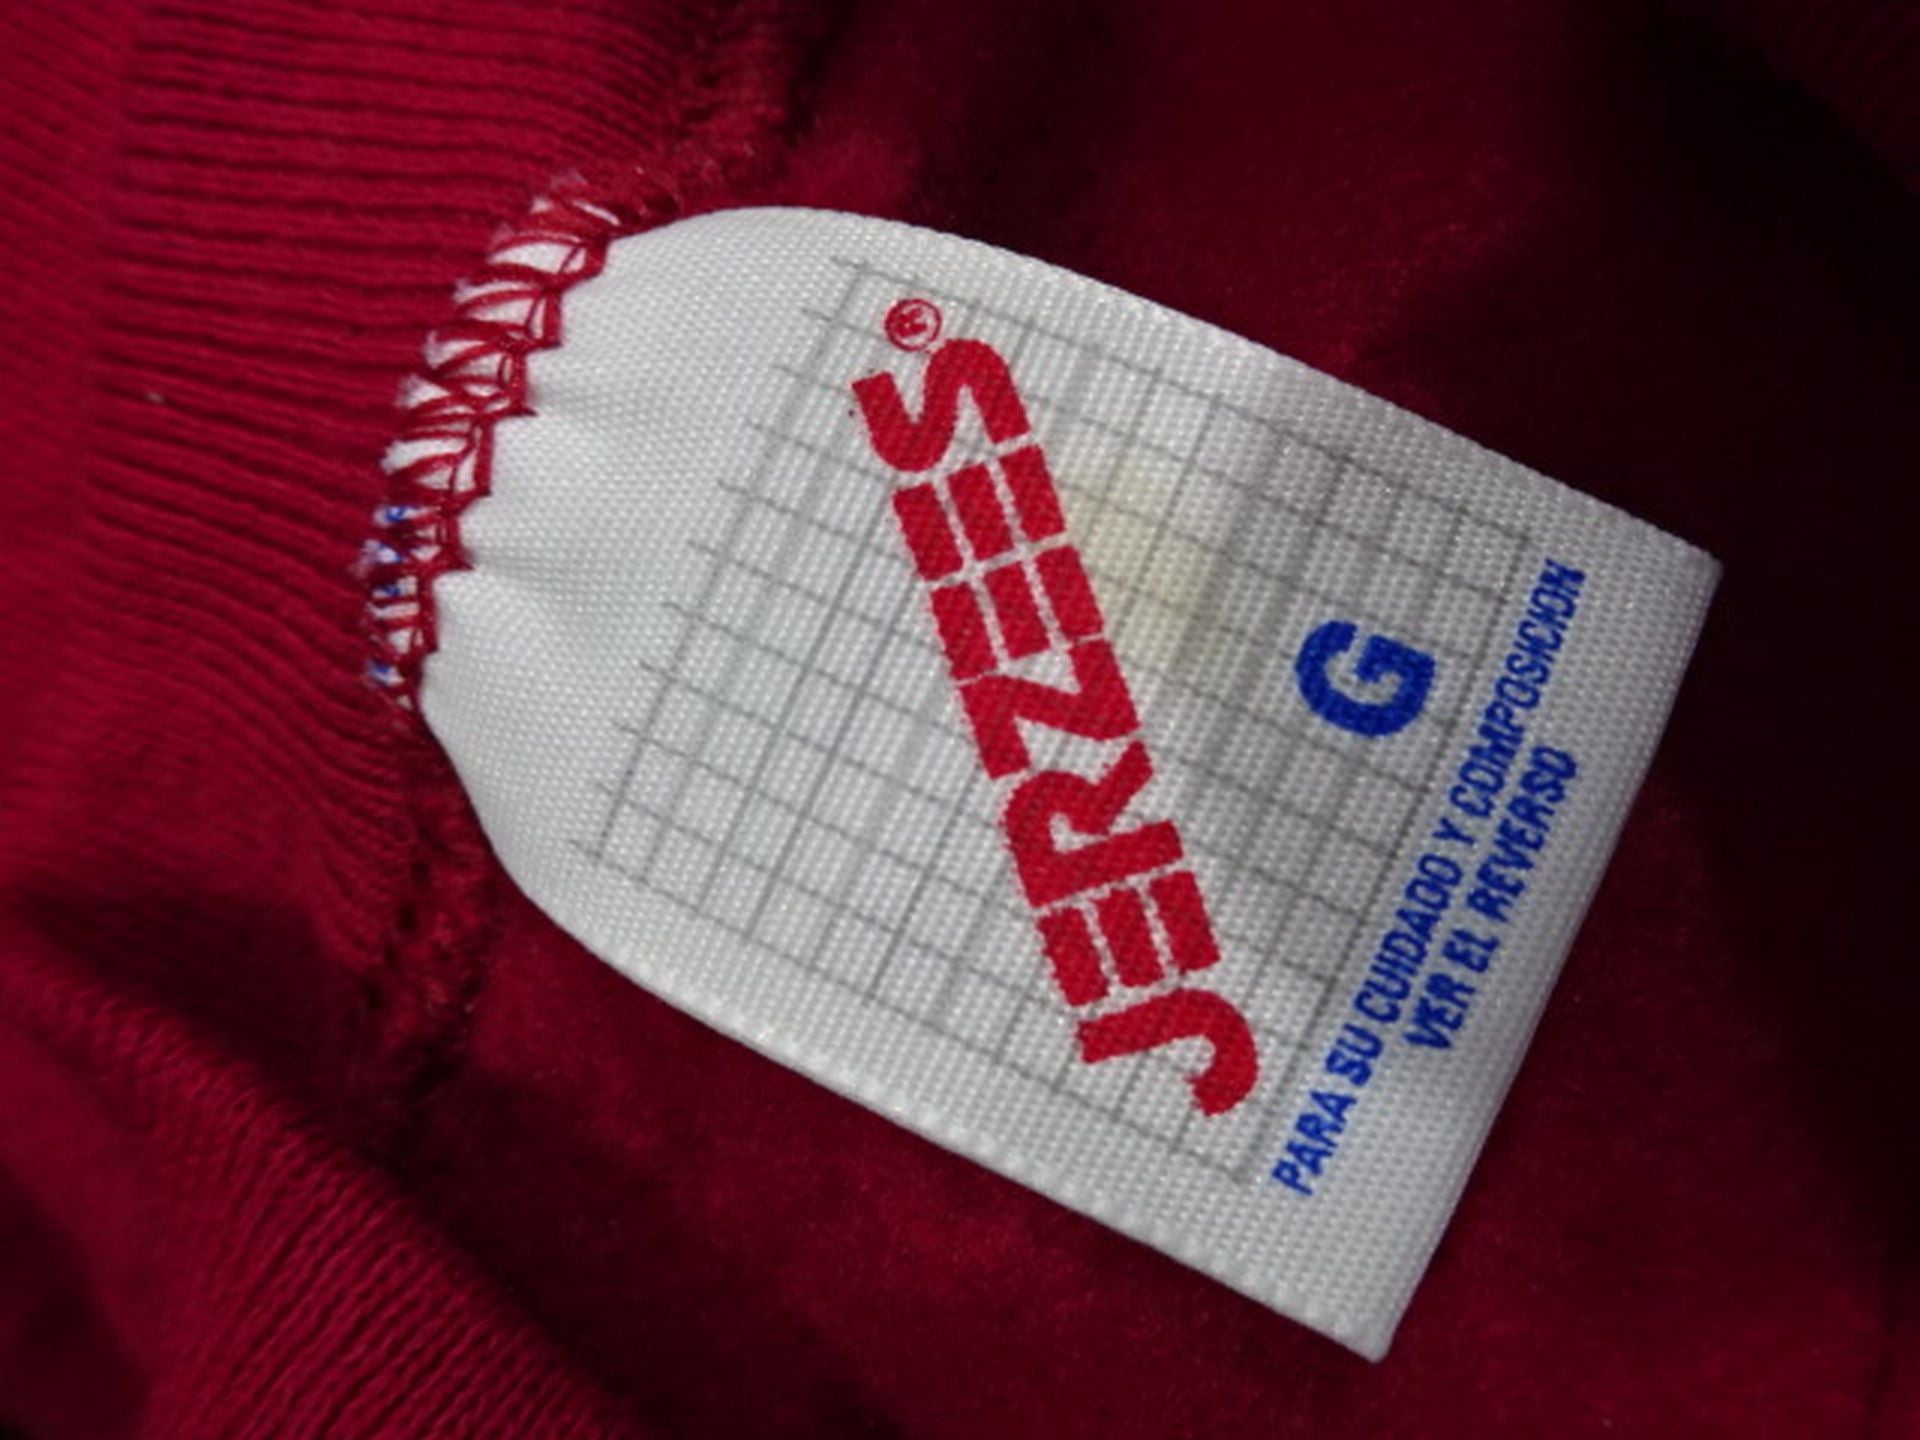 JERZEES®
G
PARA SU CUIDADO Y COMPOSICION
VER EL REVERSO